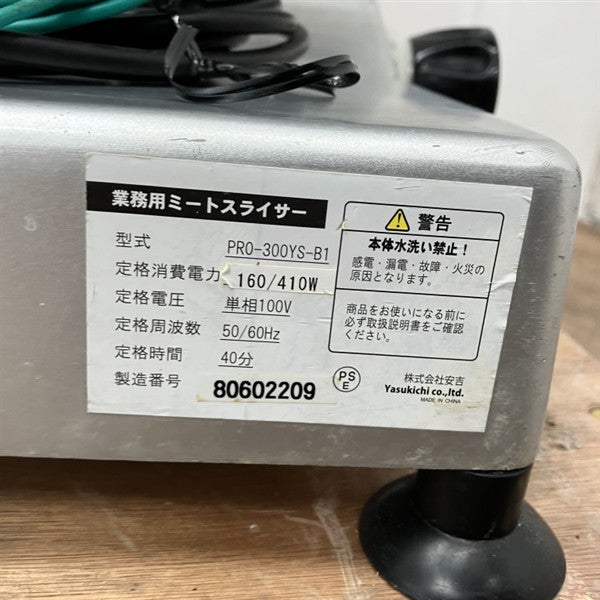 業務用ミートスライサー
型式 PRO-300YS-B1
定格消費電力 160/410W
定格電圧 単相100V
定格周波数 50/60Hz
定格時間 40分
製造番号 80602209
警告
本体水洗い禁止！
感電・漏電・故障・火災の
原因となります。
商品をお使いになる前に
必ず取扱説明書をご確認
ください。
PS
E
株式会社安吉
Yasukichi co.,ltd.
MADE IN CHINA